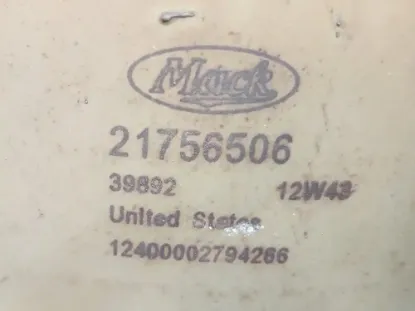 Mack
21756506
39892 12W43
United States
12400002794266